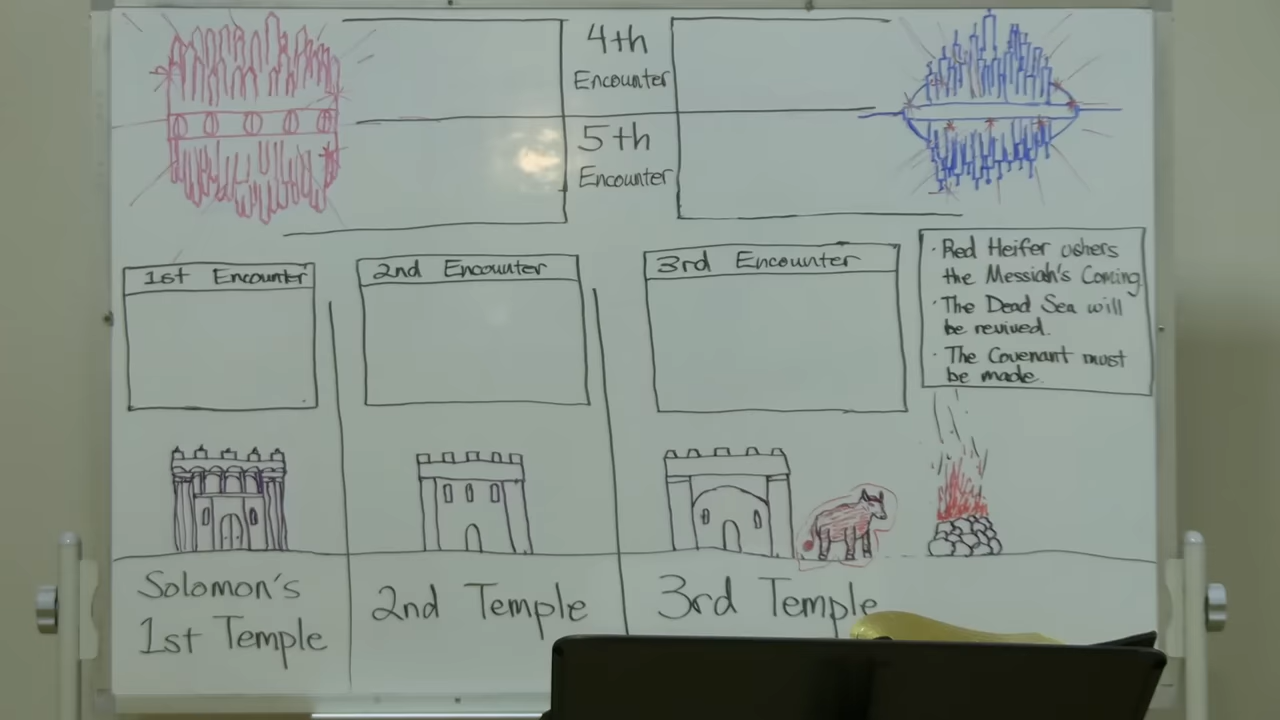 4th
Encounter
5th
Encounter
1st Encounter
2nd Encounter
3rd Encounter
· Red Heifer ushers
the Messiah's Coming.
· The Dead Sea will
be revived.
· The Covenant must
be made.
Solomon's
1st Temple
2nd Temple
3rd Temple